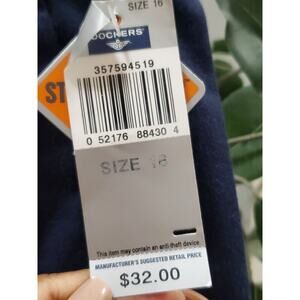 SIZE 16
DOCKERS
357594519
ST
0 52176 88430 4
SIZE 16
This item may contain an anti-theft device.
MANUFACTURER'S SUGGESTED RETAIL PRICE
$32.00